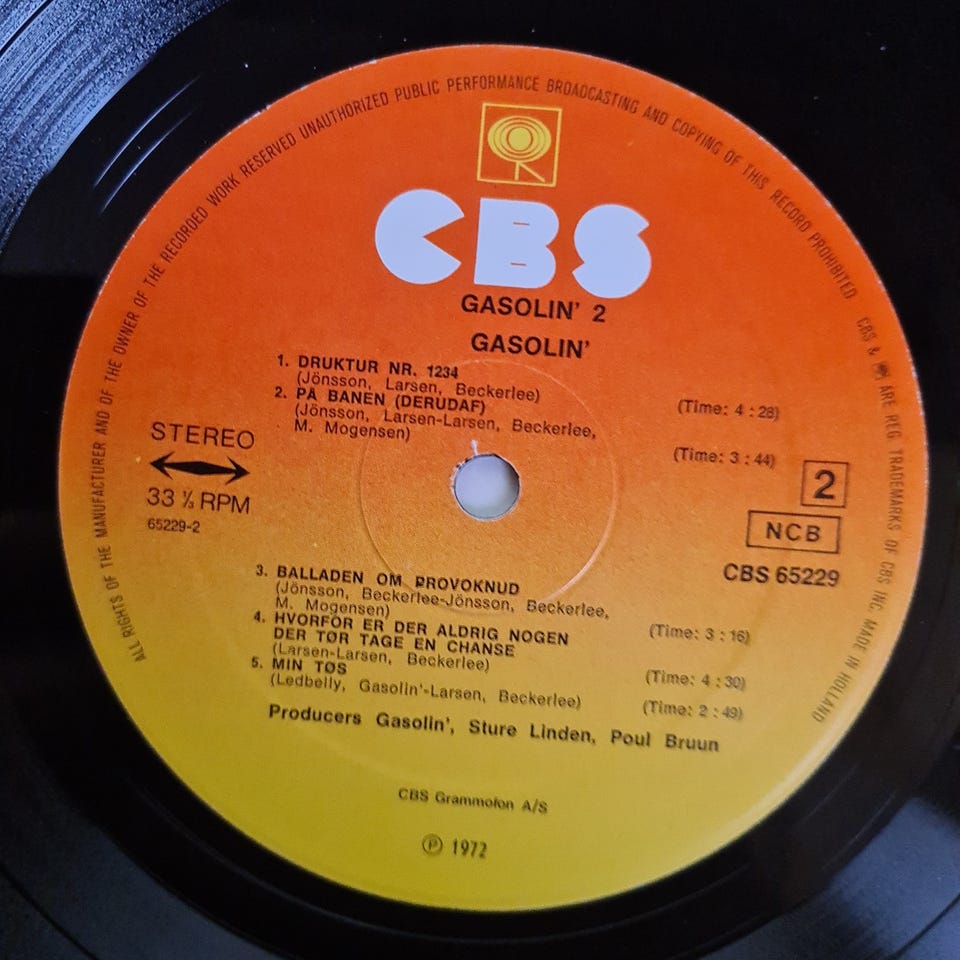 ALL RIGHTS OF THE MANUFACTURER AND OF THE OWNER OF THE RECORDED WORK RESERVED UNAUTHORIZED PUBLIC PERFORMANCE BROADCASTING AND COPYING OF THIS RECORD PROHIBITED CBS & ARE REG TRADEMARKS OF CBS INC. MADE IN HOLLAND
CBS
GASOLIN' 2
GASOLIN'
1. DRUKTUR NR. 1234
(Jönsson, Larsen, Beckerlee) (Time: 4 : 28)
2. PÅ BANEN (DERUDAF)
(Jönsson, Larsen-Larsen, Beckerlee,
M. Mogensen) (Time: 3 : 44)
STEREO
33 ⅓ RPM
65229-2
2
NCB
CBS 65229
3. BALLADEN OM PROVOKNUD
(Jönsson, Beckerlee-Jönsson, Beckerlee,
M. Mogensen) (Time: 3 : 16)
4. HVORFOR ER DER ALDRIG NOGEN
DER TØR TAGE EN CHANSE
(Larsen-Larsen, Beckerlee) (Time: 4 : 30)
5. MIN TØS
(Ledbelly, Gasolin'-Larsen, Beckerlee) (Time: 2 : 49)
Producers Gasolin', Sture Linden, Poul Bruun
CBS Grammofon A/S
Ⓟ 1972